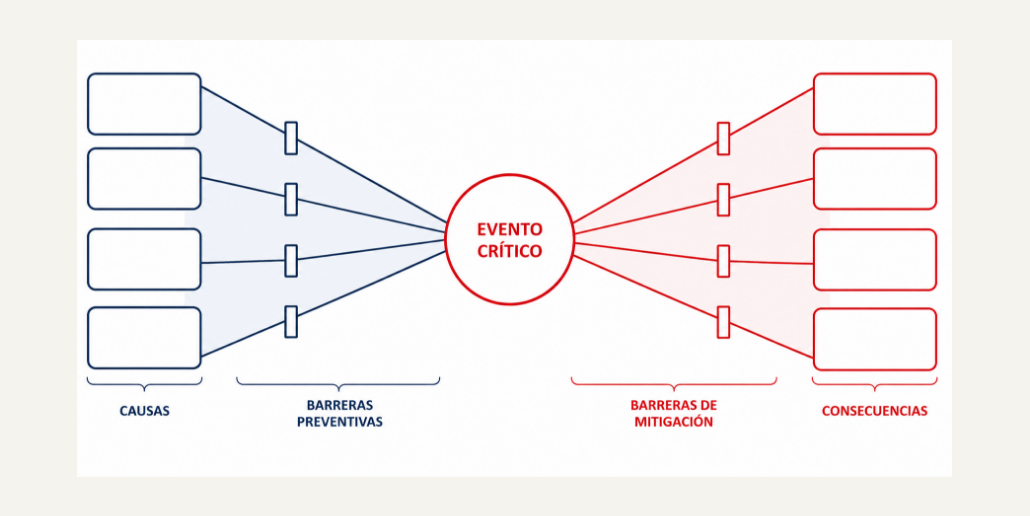 EVENTO
CRÍTICO
CAUSAS
BARRERAS
PREVENTIVAS
BARRERAS DE
MITIGACIÓN
CONSECUENCIAS